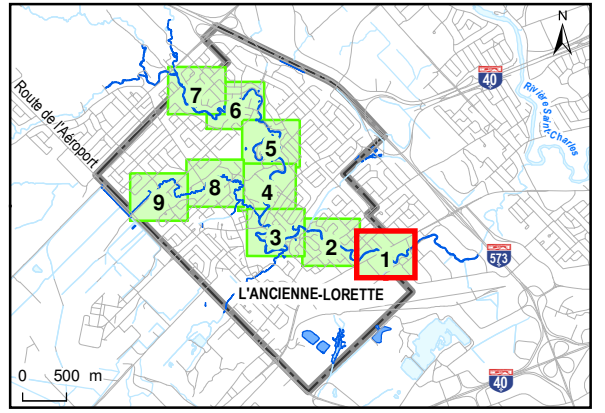 N
40
7
6
Rivière Saint-Charles
Route de l'Aéroport
5
8
4
9
3
2
1
573
L'ANCIENNE-LORETTE
0 500 m
40